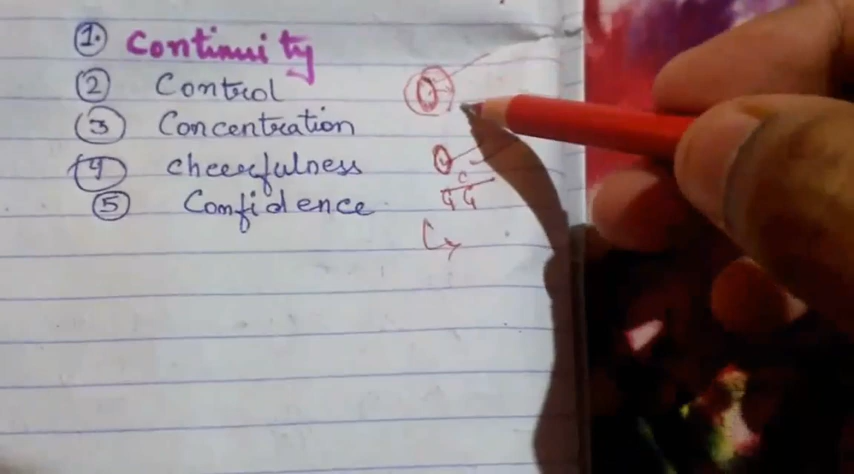 1. Continuity
2 Control
3 Concentration
4 cheerfulness
5 Confidence